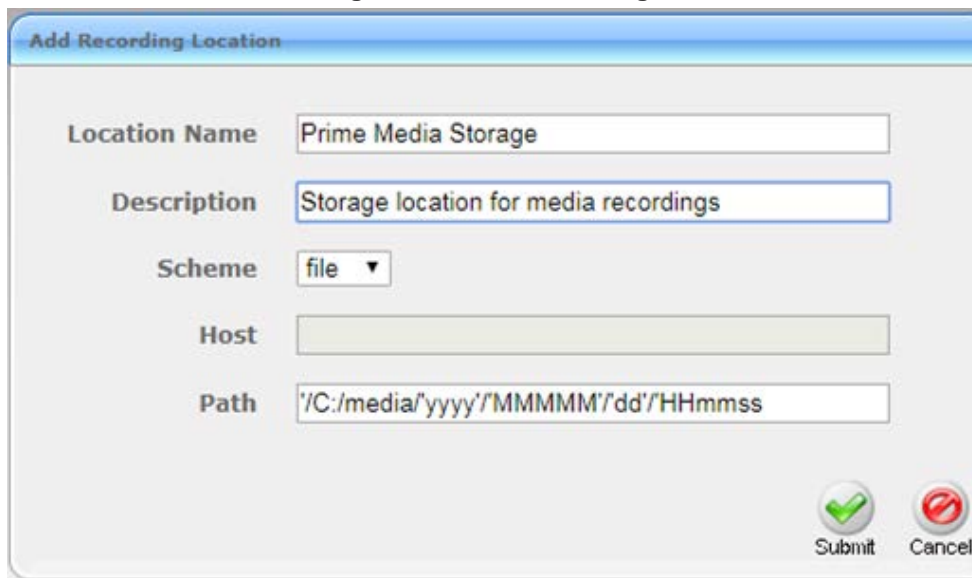 Add Recording Location
Location Name Prime Media Storage
Description Storage location for media recordings
Scheme file
Host
Path '/C:/media/'yyyy'/'MMMMM'/'dd'/'HHmmss
Submit Cancel